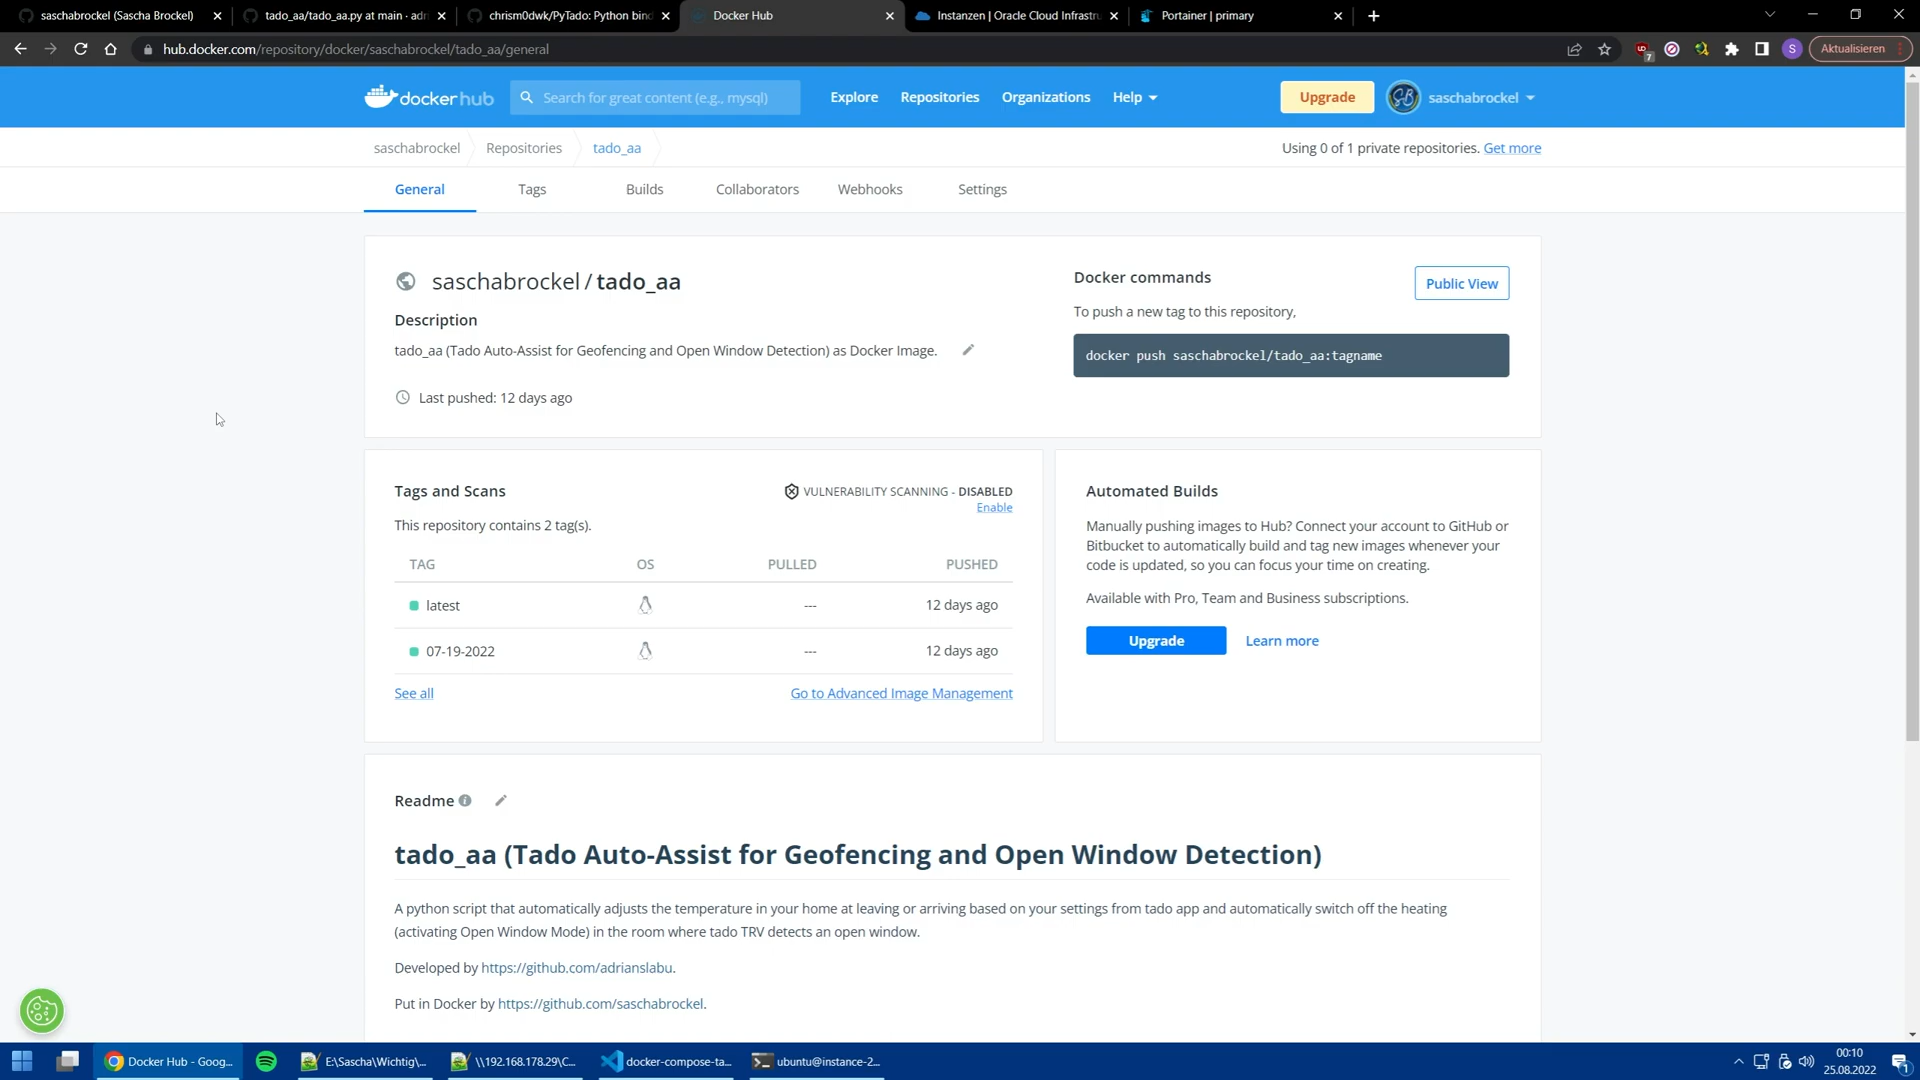 saschabrockel (Sascha Brockel)
tado_aa/tado_aa.py at main · adri
chrism0dwk/PyTado: Python bind
Docker Hub
Instanzen | Oracle Cloud Infrastru
Portainer | primary
hub.docker.com/repository/docker/saschabrockel/tado_aa/general
7
S
Aktualisieren
dockerhub
Search for great content (e.g., mysql)
Explore
Repositories
Organizations
Help
Upgrade
SB
saschabrockel
saschabrockel
Repositories
tado_aa
Using 0 of 1 private repositories. Get more
General
Tags
Builds
Collaborators
Webhooks
Settings
saschabrockel / tado_aa
Description
tado_aa (Tado Auto-Assist for Geofencing and Open Window Detection) as Docker Image.
Last pushed: 12 days ago
Docker commands
Public View
To push a new tag to this repository,
docker push saschabrockel/tado_aa:tagname
Tags and Scans
VULNERABILITY SCANNING - DISABLED
Enable
This repository contains 2 tag(s).
TAG OS PULLED PUSHED
latest --- 12 days ago
07-19-2022 --- 12 days ago
See all
Go to Advanced Image Management
Automated Builds
Manually pushing images to Hub? Connect your account to GitHub or
Bitbucket to automatically build and tag new images whenever your
code is updated, so you can focus your time on creating.
Available with Pro, Team and Business subscriptions.
Upgrade
Learn more
Readme
tado_aa (Tado Auto-Assist for Geofencing and Open Window Detection)
A python script that automatically adjusts the temperature in your home at leaving or arriving based on your settings from tado app and automatically switch off the heating
(activating Open Window Mode) in the room where tado TRV detects an open window.
Developed by https://github.com/adrianslabu.
Put in Docker by https://github.com/saschabrockel.
Docker Hub - Goog...
E:\Sascha\Wichtig\...
\\192.168.178.29\C...
docker-compose-ta...
ubuntu@instance-2...
00:10
25.08.2022
1